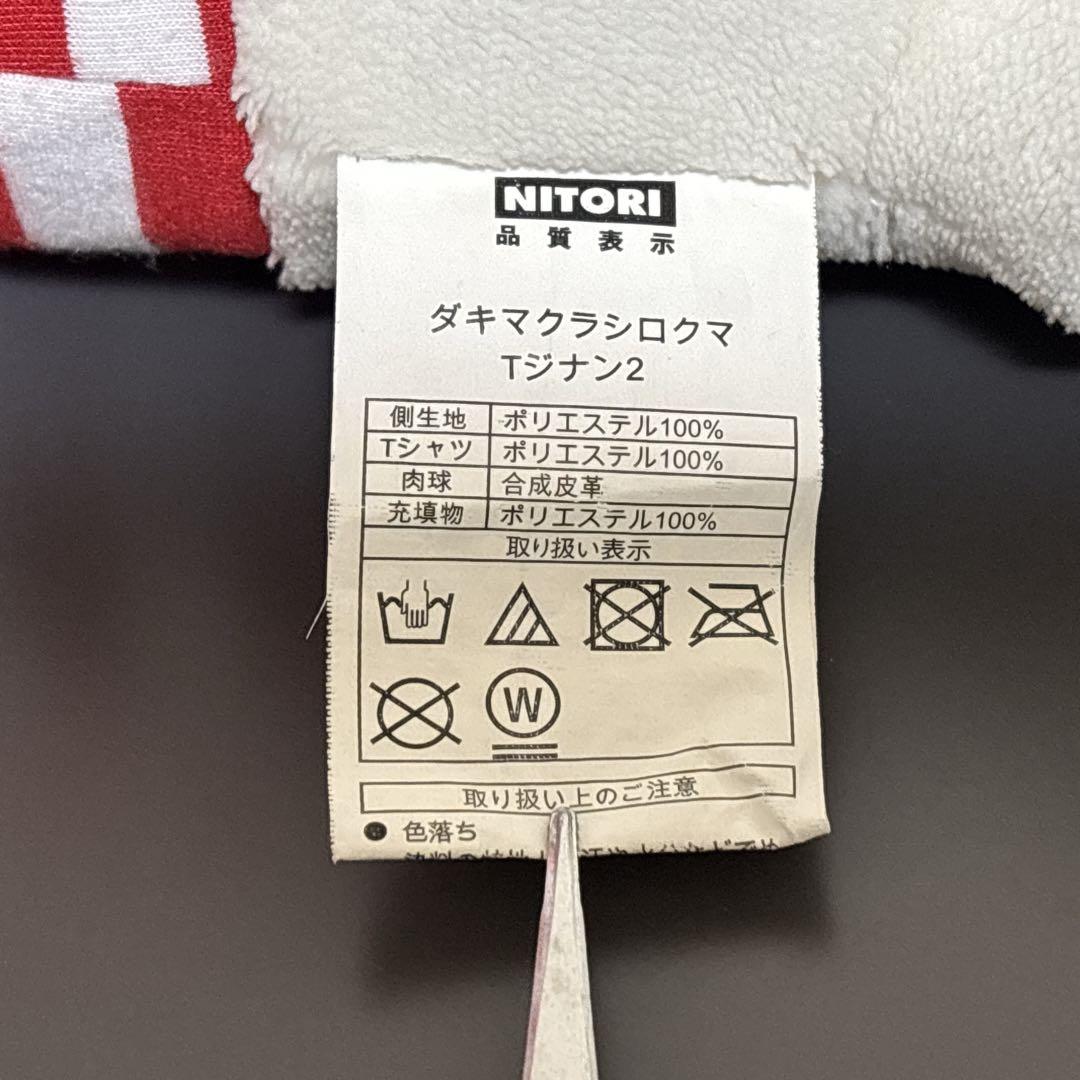 NITORI
品質表示
ダキマクラシロクマ
Tジナン2
側生地 ポリエステル100%
Tシャツ ポリエステル100%
肉球 合成皮革
充填物 ポリエステル100%
取り扱い表示
W
取り扱い上のご注意
● 色落ち